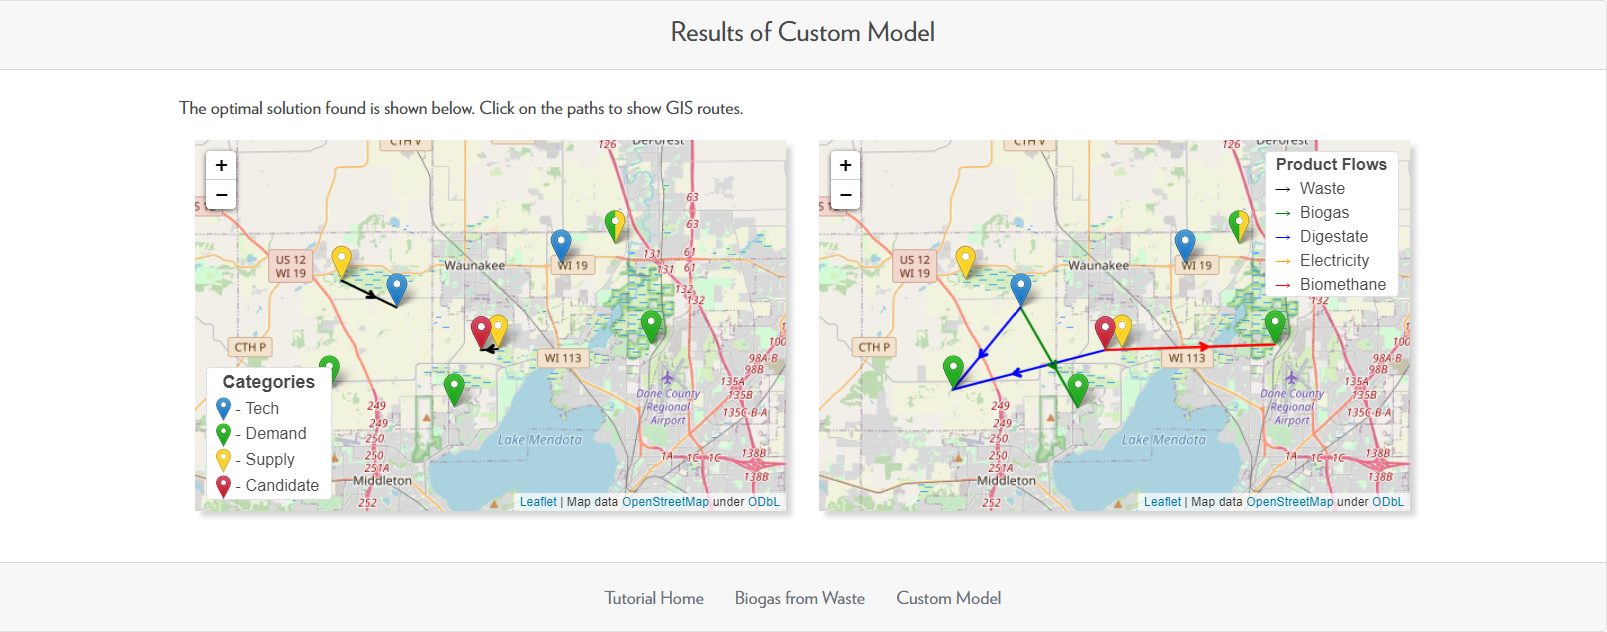 Results of Custom Model
The optimal solution found is shown below. Click on the paths to show GIS routes.
+
−
CTH V
126
DeForest
63
63
US 12
WI 19
Waunakee
WI 19
131
61
131
61
132
132
CTH P
WI 113
100
98A-B
98B
135A
135B
135C-B-A
Dane County
Regional
Airport
249
249
250
250
251A
252
Lake Mendota
Middleton
1A
1C
1C
138B
138B
Categories
- Tech
- Demand
- Supply
- Candidate
Leaflet | Map data OpenStreetMap under ODbL
+
−
CTH V
126
DeForest
US 12
WI 19
Waunakee
WI 19
132
CTH P
WI 113
100
98A-B
98B
135A
135B
135C-B-A
Dane County
Regional
Airport
249
249
250
250
251A
252
Lake Mendota
Middleton
1A
1C
1C
138B
138B
Product Flows
→ Waste
→ Biogas
→ Digestate
→ Electricity
→ Biomethane
Leaflet | Map data OpenStreetMap under ODbL
Tutorial Home
Biogas from Waste
Custom Model